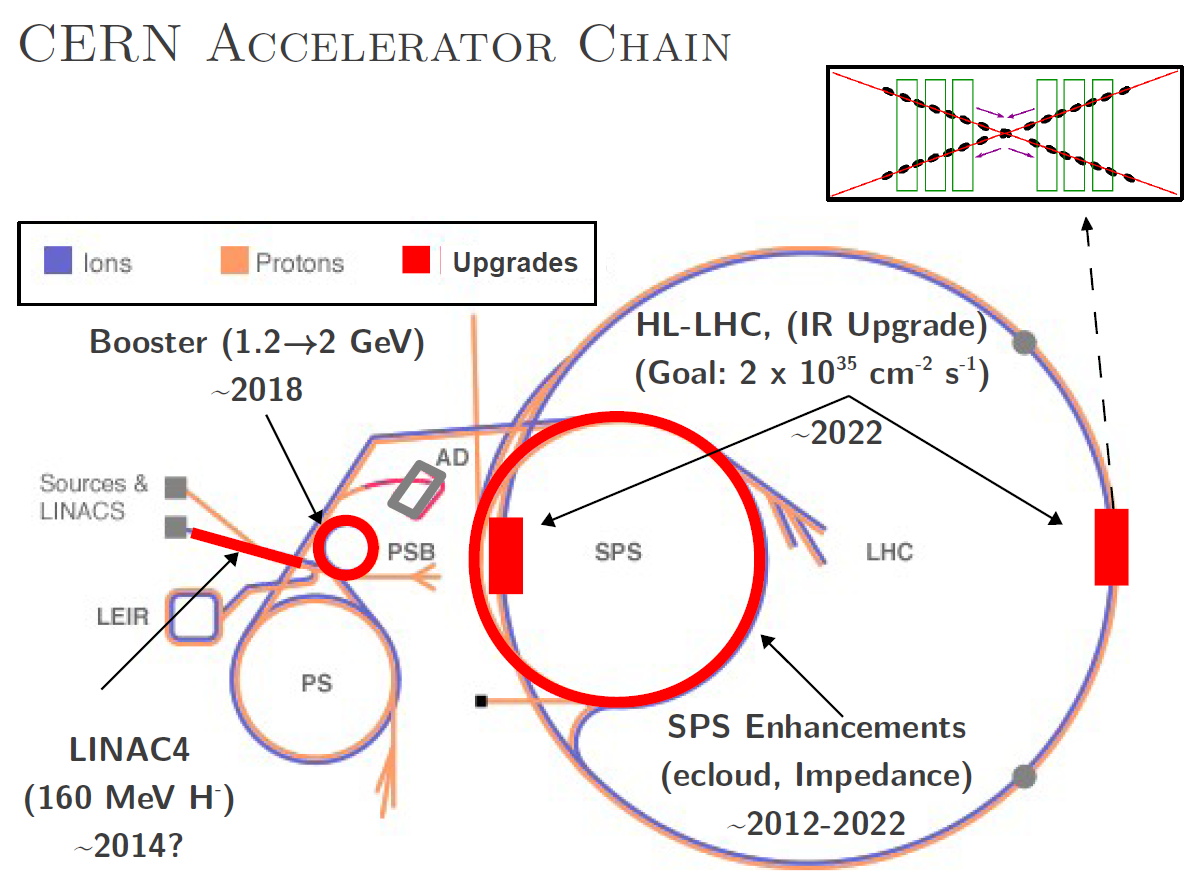 CERN Accelerator Chain
Ions
Protons
Upgrades
Booster (1.2→2 GeV)
~2018
HL-LHC, (IR Upgrade)
(Goal: 2 x 10³⁵ cm⁻² s⁻¹)
~2022
AD
Sources &
LINACS
PSB
SPS
LHC
LEIR
PS
SPS Enhancements
(ecloud, Impedance)
~2012-2022
LINAC4
(160 MeV H⁻)
~2014?